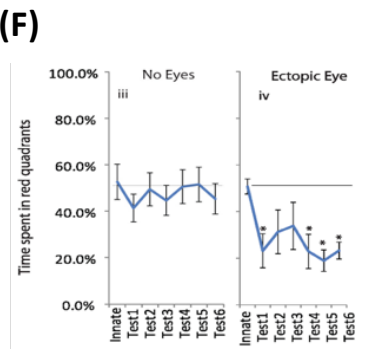 (F)
No Eyes
Ectopic Eye
iii
iv
Time spent in red quadrants
100.0%
80.0%
60.0%
40.0%
20.0%
0.0%
* * * *
Innate
Test1
Test2
Test3
Test4
Test5
Test6
Innate
Test1
Test2
Test3
Test4
Test5
Test6